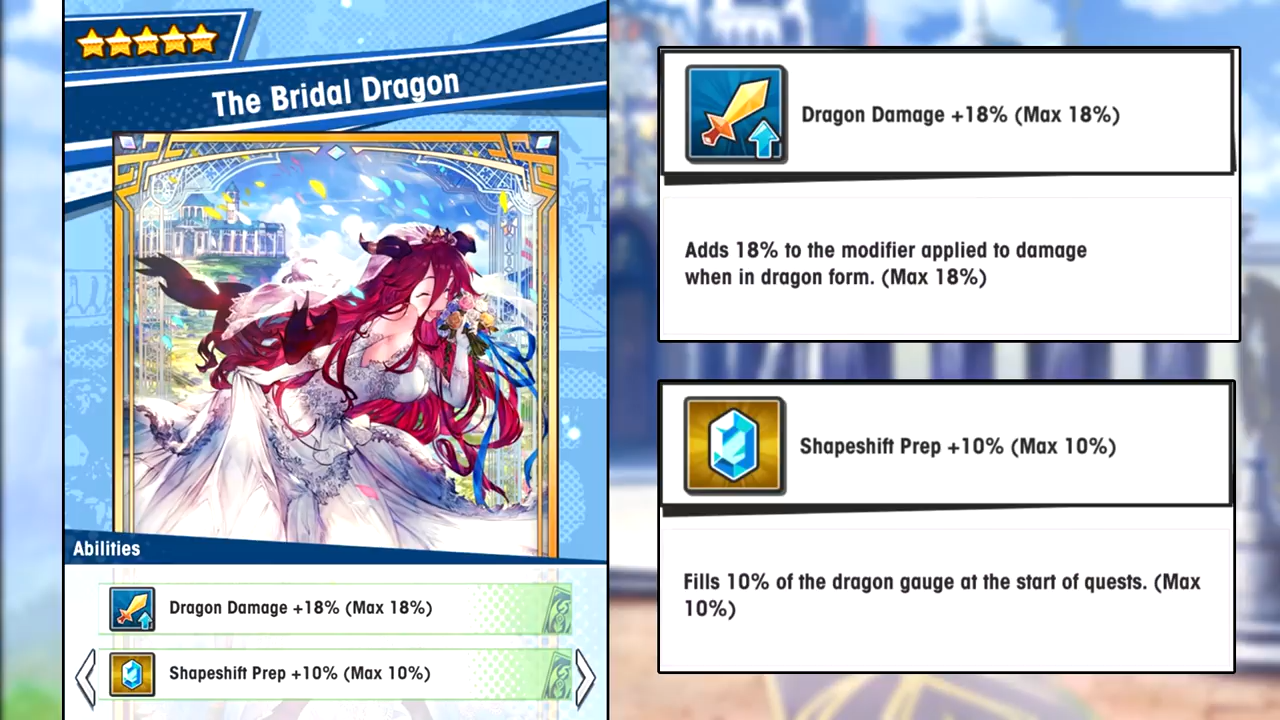 The Bridal Dragon
Abilities
Dragon Damage +18% (Max 18%)
Shapeshift Prep +10% (Max 10%)
Dragon Damage +18% (Max 18%)
Adds 18% to the modifier applied to damage
when in dragon form. (Max 18%)
Shapeshift Prep +10% (Max 10%)
Fills 10% of the dragon gauge at the start of quests. (Max
10%)